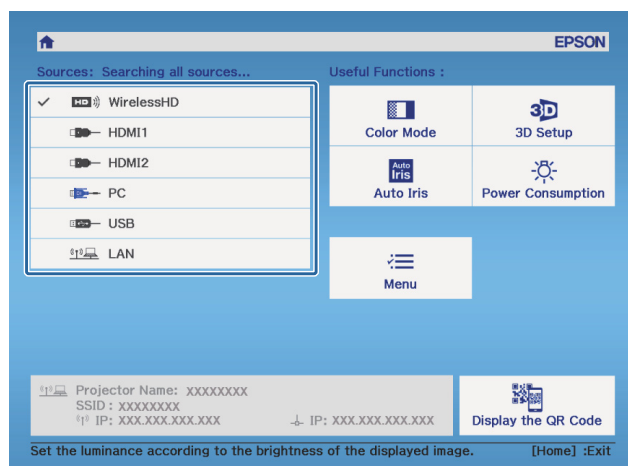 EPSON
Sources: Searching all sources...
Useful Functions :
HD WirelessHD
HDMI1
HDMI2
PC
USB
LAN
Color Mode
3D
3D Setup
Auto
Iris
Auto Iris
Power Consumption
Menu
Projector Name: XXXXXXXX
SSID : XXXXXXXX
IP: XXX.XXX.XXX.XXX
IP: XXX.XXX.XXX.XXX
Display the QR Code
Set the luminance according to the brightness of the displayed image.
[Home] :Exit